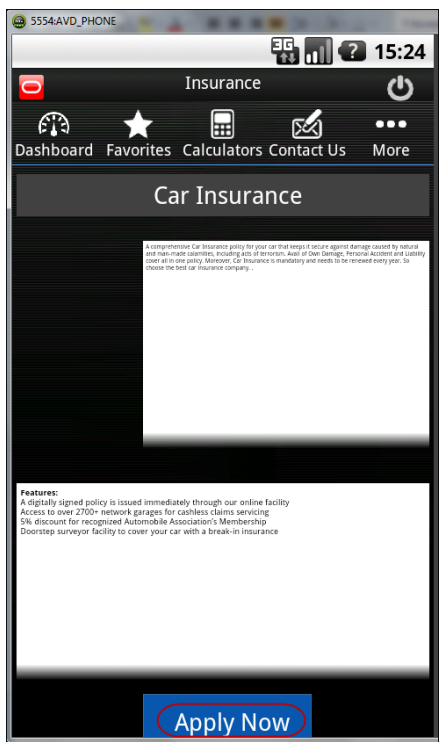 5554:AVD_PHONE
3G 15:24
Insurance
Dashboard Favorites Calculators Contact Us More
Car Insurance
A comprehensive Car Insurance policy for your car that keeps it secure against damage caused by natural
and man-made calamities, including acts of terrorism. Avail of Own Damage, Personal Accident and Liability
cover all in one policy. Moreover, Car Insurance is mandatory and needs to be renewed every year. So
choose the best car insurance company. .
Features:
A digitally signed policy is issued immediately through our online facility
Access to over 2700+ network garages for cashless claims servicing
5% discount for recognized Automobile Association's Membership
Doorstep surveyor facility to cover your car with a break-in insurance
Apply Now